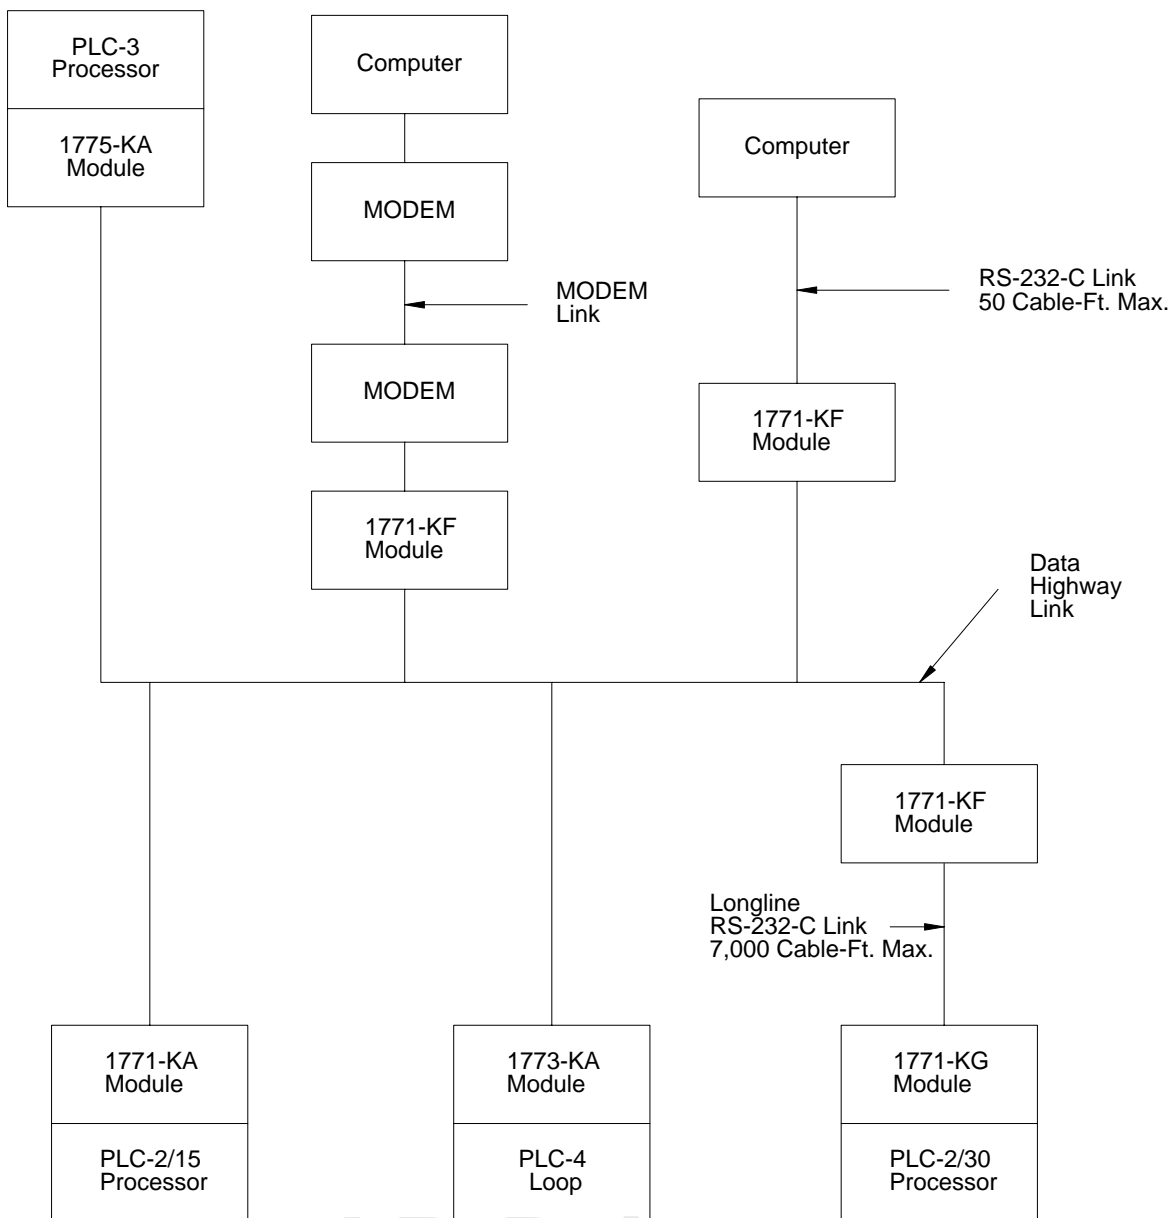 PLC-3
Processor
1775-KA
Module
Computer
MODEM
MODEM
Link
MODEM
1771-KF
Module
Computer
RS-232-C Link
50 Cable-Ft. Max.
1771-KF
Module
Data
Highway
Link
1771-KF
Module
Longline
RS-232-C Link
7,000 Cable-Ft. Max.
1771-KA
Module
PLC-2/15
Processor
1773-KA
Module
PLC-4
Loop
1771-KG
Module
PLC-2/30
Processor